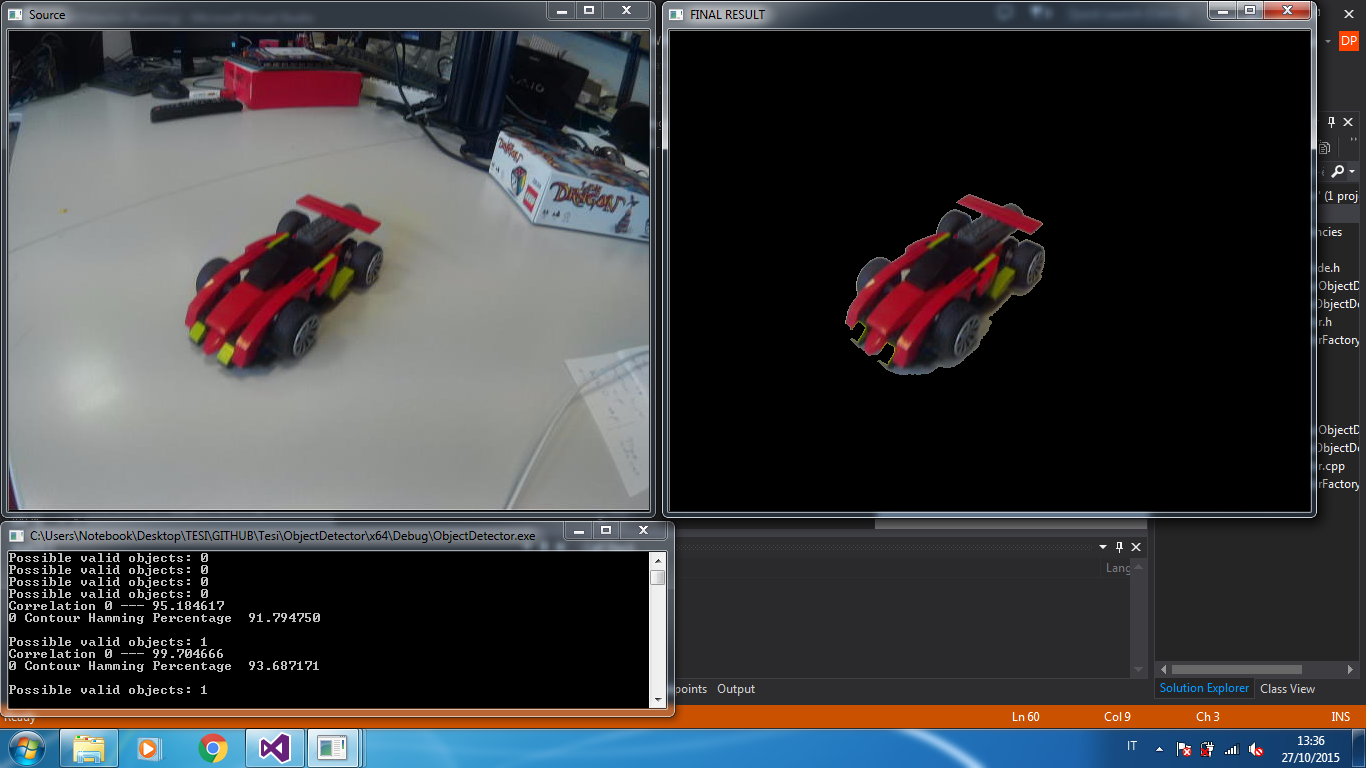 Source
FINAL RESULT
DP
VAIO
DRAGON
LEGO
(1 proj
ncies
de.h
ObjectD
ObjectDe
r.h
rFactory
ObjectD
ObjectDe
r.cpp
rFactory
C:\Users\Notebook\Desktop\TESI\GITHUB\Tesi\ObjectDetector\x64\Debug\ObjectDetector.exe
Possible valid objects: 0
Possible valid objects: 0
Possible valid objects: 0
Possible valid objects: 0
Correlation 0 --- 95.184617
0 Contour Hamming Percentage 91.794750
Possible valid objects: 1
Correlation 0 --- 99.704666
0 Contour Hamming Percentage 93.687171
Possible valid objects: 1
Lang
points Output
Solution Explorer Class View
Ready
Ln 60 Col 9 Ch 3 INS
IT
13:36
27/10/2015